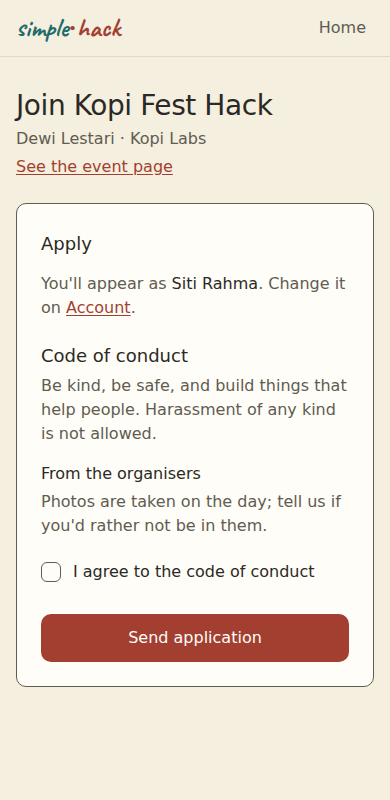 simple·hack
Home
Join Kopi Fest Hack
Dewi Lestari · Kopi Labs
See the event page
Apply
You'll appear as Siti Rahma. Change it
on Account.
Code of conduct
Be kind, be safe, and build things that
help people. Harassment of any kind
is not allowed.
From the organisers
Photos are taken on the day; tell us if
you'd rather not be in them.
I agree to the code of conduct
Send application